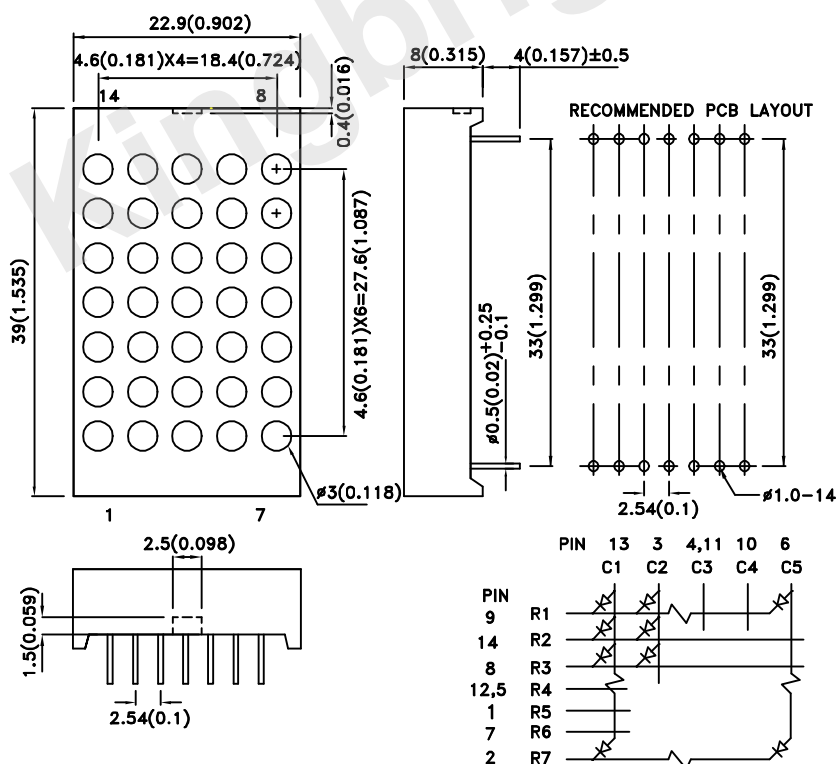 22.9(0.902)
4.6(0.181)X4=18.4(0.724)
14 8
0.4(0.016)
39(1.535)
4.6(0.181)X6=27.6(1.087)
ø3(0.118)
1 7
8(0.315) 4(0.157)±0.5
ø0.5(0.02)+0.25
-0.1
33(1.299)
RECOMMENDED PCB LAYOUT
33(1.299)
2.54(0.1)
ø1.0-14
2.5(0.098)
1.5(0.059)
2.54(0.1)
PIN 13 3 4,11 10 6
C1 C2 C3 C4 C5
PIN
9 R1
14 R2
8 R3
12,5 R4
1 R5
7 R6
2 R7
Kingbrig